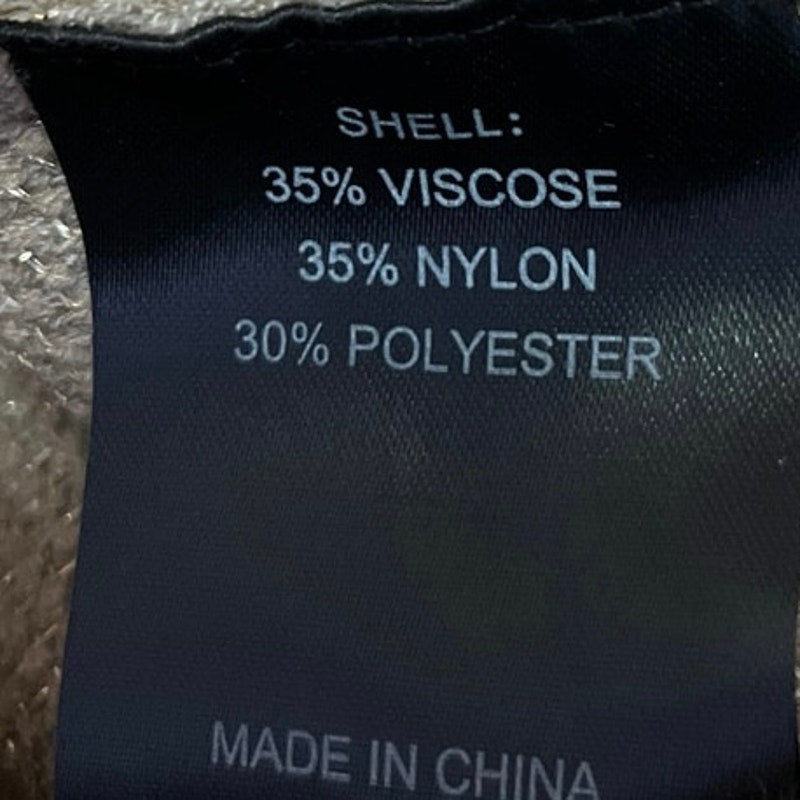 SHELL:
35% VISCOSE
35% NYLON
30% POLYESTER
MADE IN CHINA